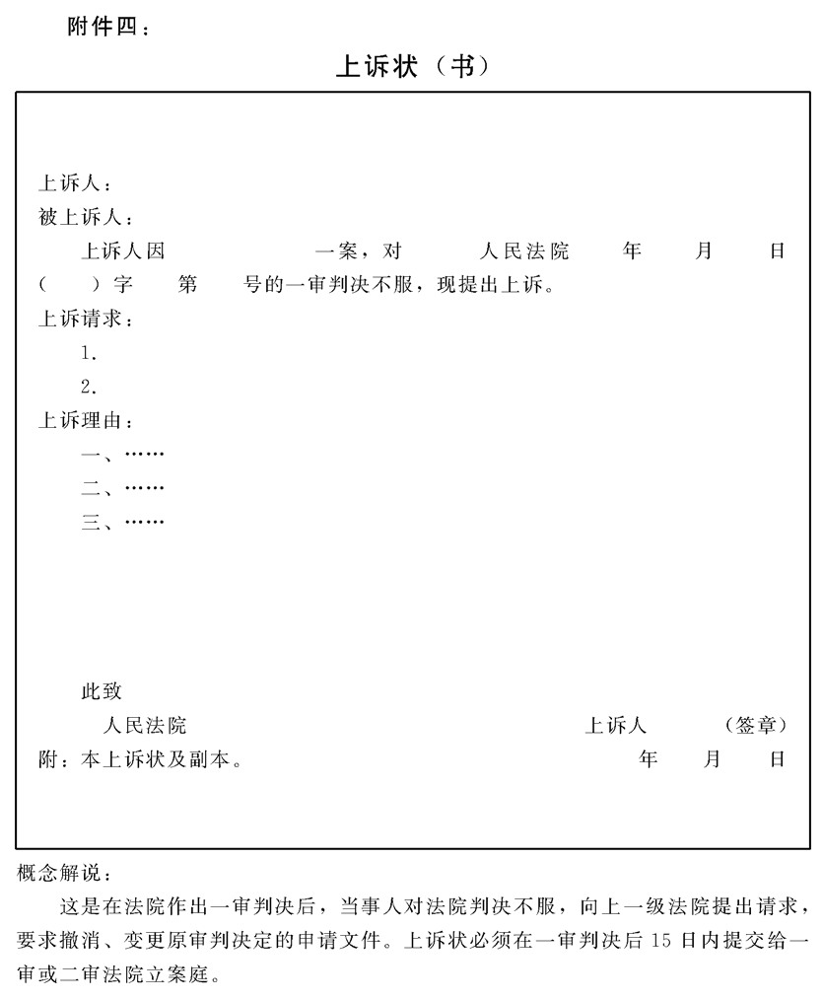 附件四：
上诉状（书）
上诉人：
被上诉人：
上诉人因 一案，对 人民法院 年 月 日
（ ）字 第 号的一审判决不服，现提出上诉。
上诉请求：
1.
2.
上诉理由：
一、……
二、……
三、……
此致
人民法院 上诉人 （签章）
附：本上诉状及副本。 年 月 日
概念解说：
这是在法院作出一审判决后，当事人对法院判决不服，向上一级法院提出请求，
要求撤消、变更原审判决定的申请文件。上诉状必须在一审判决后 15 日内提交给一
审或二审法院立案庭。